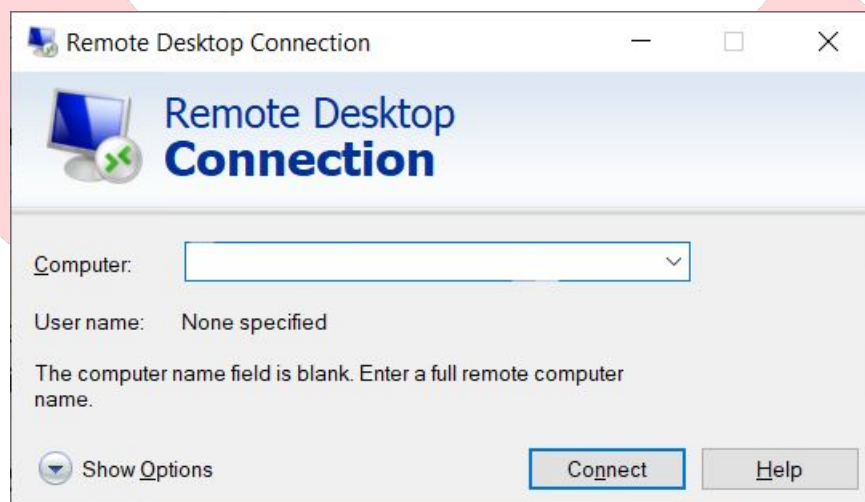 Remote Desktop Connection
Remote Desktop
Connection
Computer:
User name: None specified
The computer name field is blank. Enter a full remote computer
name.
Show Options Connect Help